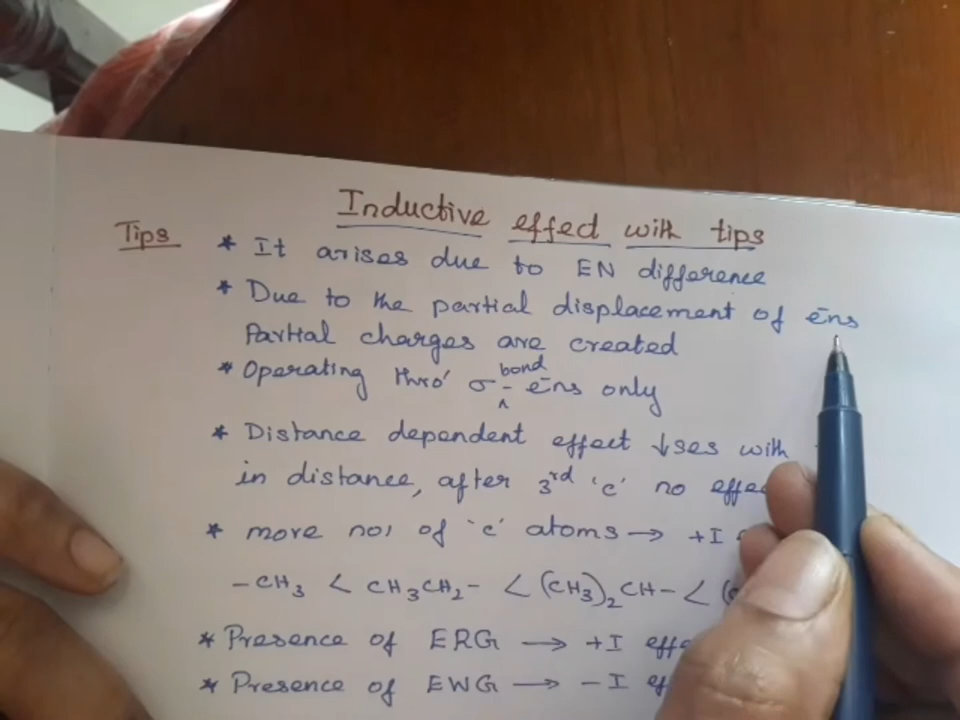 Inductive effect with tips
Tips * It arises due to EN difference
* Due to the partial displacement of ēns
Partial charges are created
* Operating thro' σ - bond ēns only
* Distance dependent effect ↓ses with
in distance, after 3rd 'c' no
* more no, of 'c' atoms → +I
-CH3 < CH3CH2- < (CH3)2CH- < (
* Presence of ERG → +I
* Presence of EWG → -I